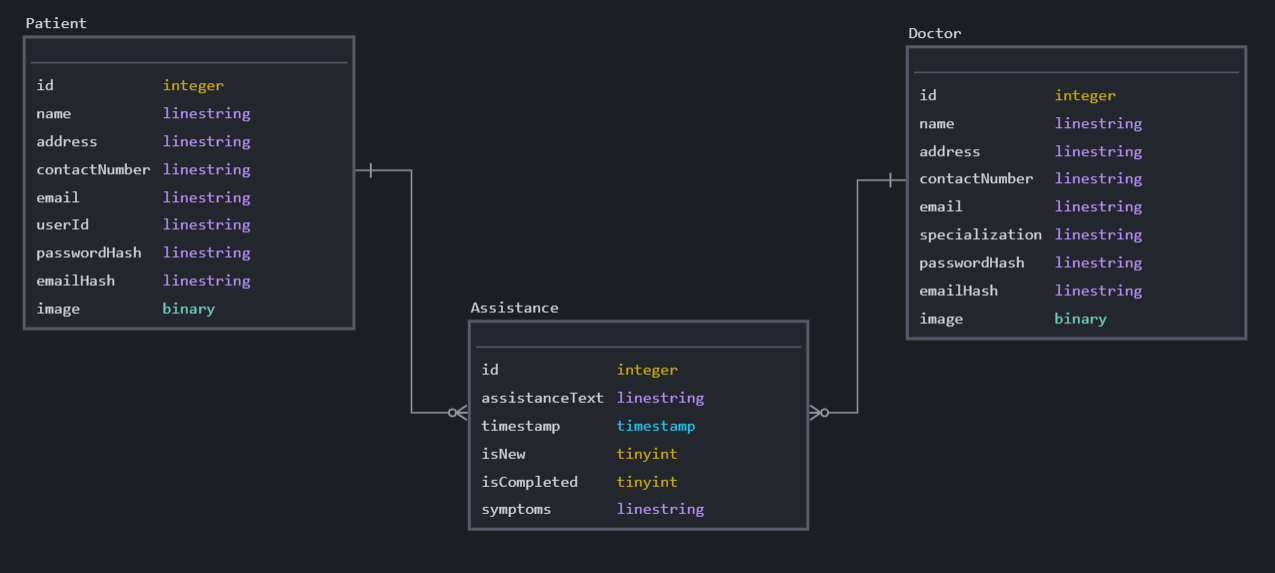 Patient
id integer
name linestring
address linestring
contactNumber linestring
email linestring
userId linestring
passwordHash linestring
emailHash linestring
image binary
Doctor
id integer
name linestring
address linestring
contactNumber linestring
email linestring
specialization linestring
passwordHash linestring
emailHash linestring
image binary
Assistance
id integer
assistanceText linestring
timestamp timestamp
isNew tinyint
isCompleted tinyint
symptoms linestring